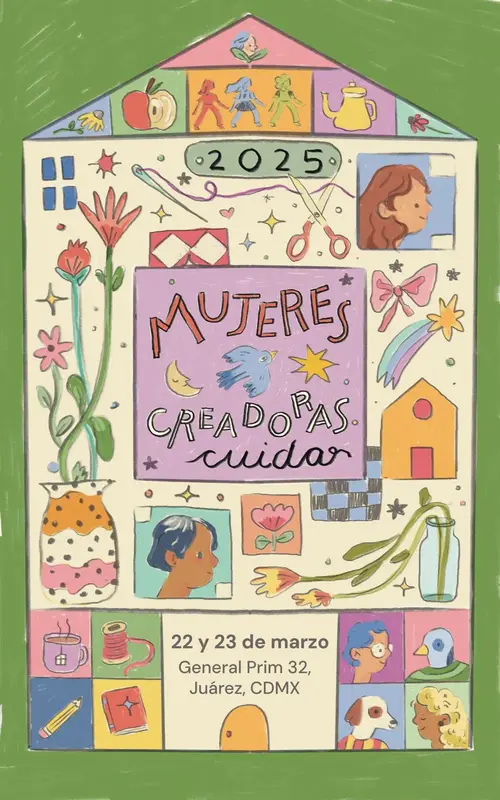 2025
MUJERES
CREADORAS
cuidar
22 y 23 de marzo
General Prim 32,
Juárez, CDMX